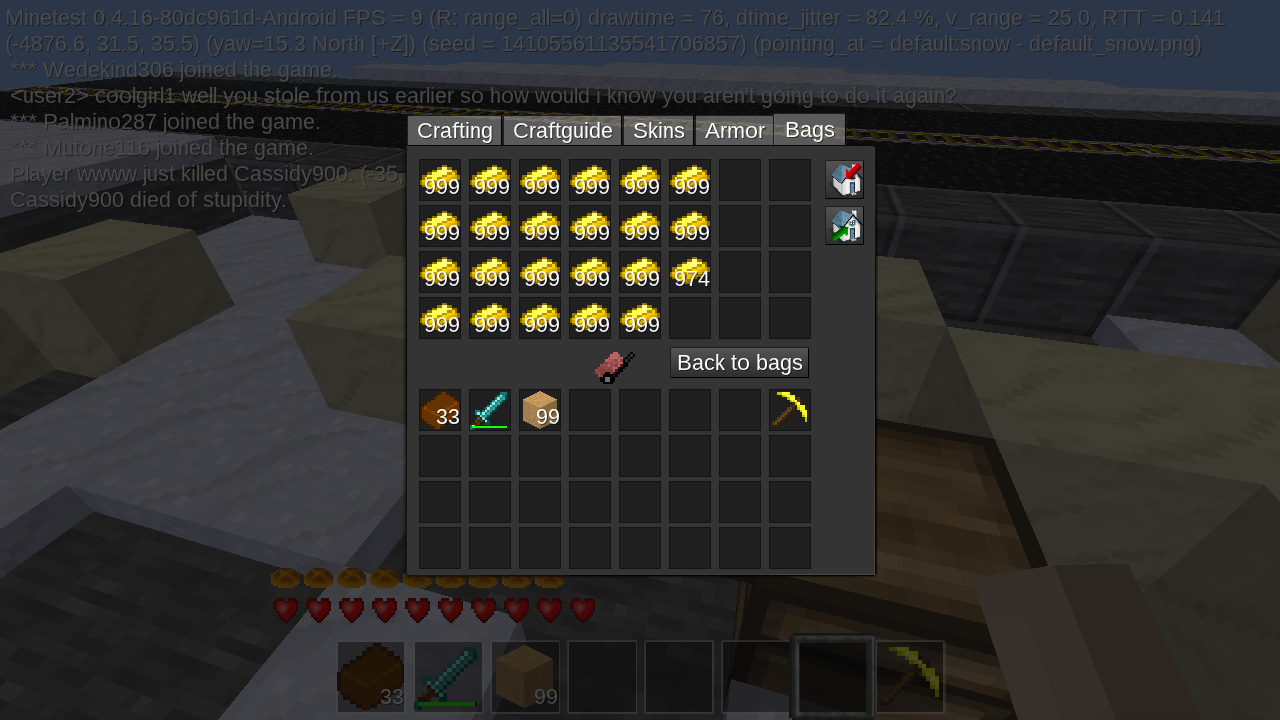 Minetest 0.4.16-80dc961d-Android FPS = 9 (R: range_all=0) drawtime = 76, dtime_jitter = 82.4 %, v_range = 25.0, RTT = 0.141
(-4876.6, 31.5, 35.5) (yaw=15.3 North [+Z]) (seed = 14105561135541706857) (pointing_at = default:snow - default_snow.png)
*** Wedekind306 joined the game.
<user2> coolgirl1 well you stole from us earlier so how would i know you aren't going to do it again?
*** Palmino287 joined the game.
*** Mutone116 joined the game.
Player wwww just killed Cassidy900. (-35,
Cassidy900 died of stupidity.
Crafting Craftguide Skins Armor Bags
999 999 999 999 999 999
999 999 999 999 999 999
999 999 999 999 999 974
999 999 999 999 999
Back to bags
33 99
33 99